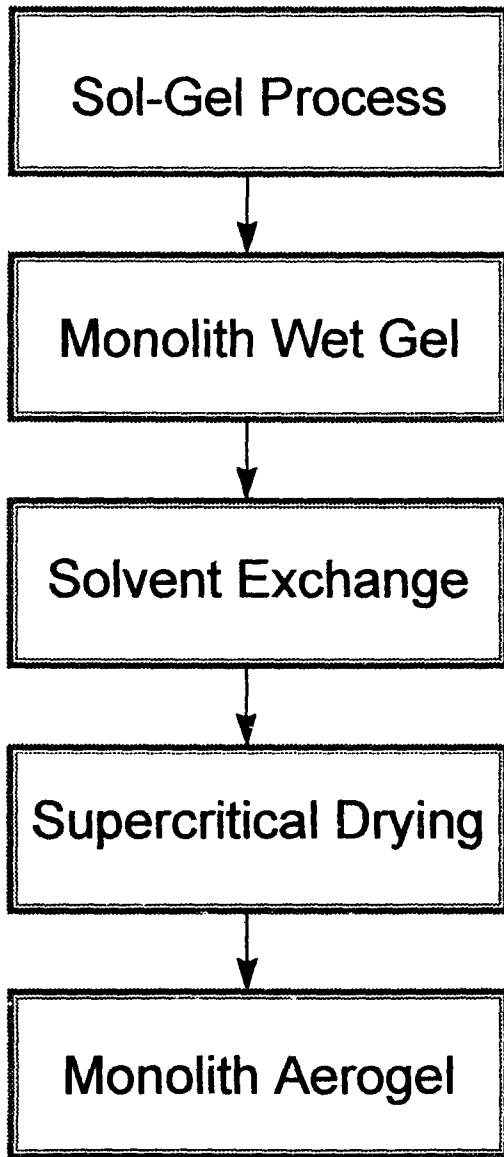 Sol-Gel Process
Monolith Wet Gel
Solvent Exchange
Supercritical Drying
Monolith Aerogel